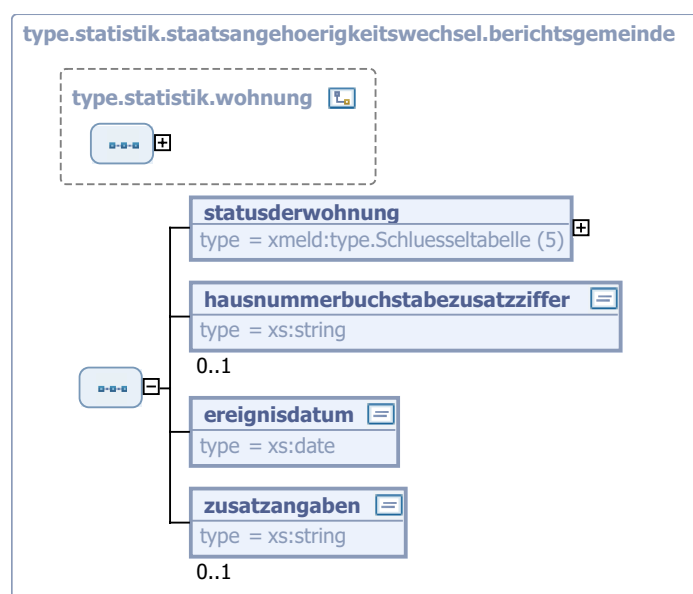 type.statistik.staatsangehoerigkeitswechsel.berichtsgemeinde
type.statistik.wohnung
statusderwohnung
type = xmeld:type.Schluesseltabelle (5)
hausnummerbuchstabezusatzziffer
type = xs:string
0..1
ereignisdatum
type = xs:date
zusatzangaben
type = xs:string
0..1